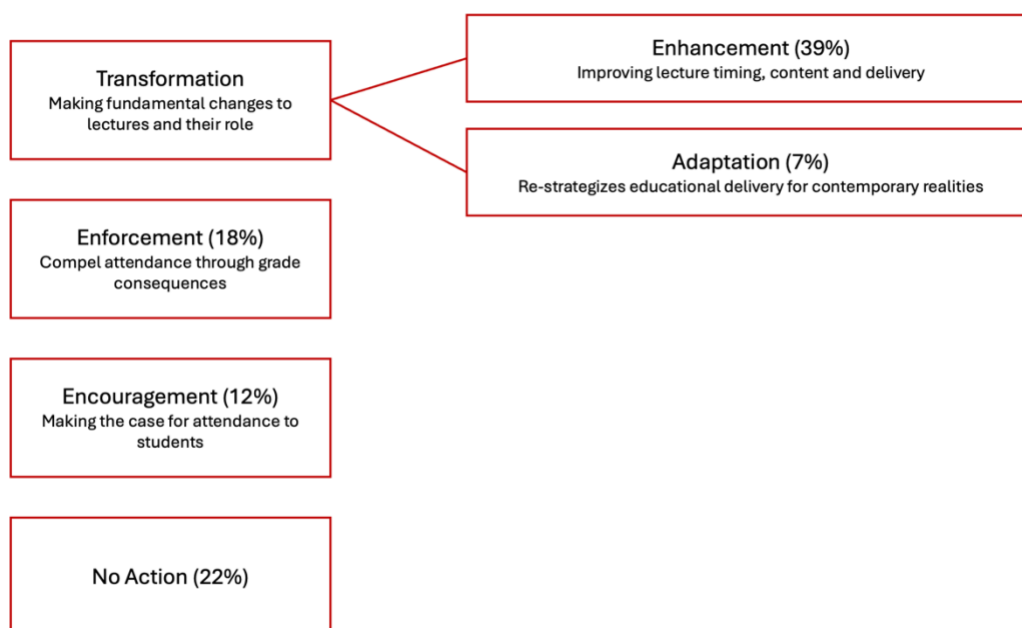 Transformation
Making fundamental changes to
lectures and their role
Enhancement (39%)
Improving lecture timing, content and delivery
Adaptation (7%)
Re-strategizes educational delivery for contemporary realities
Enforcement (18%)
Compel attendance through grade
consequences
Encouragement (12%)
Making the case for attendance to
students
No Action (22%)